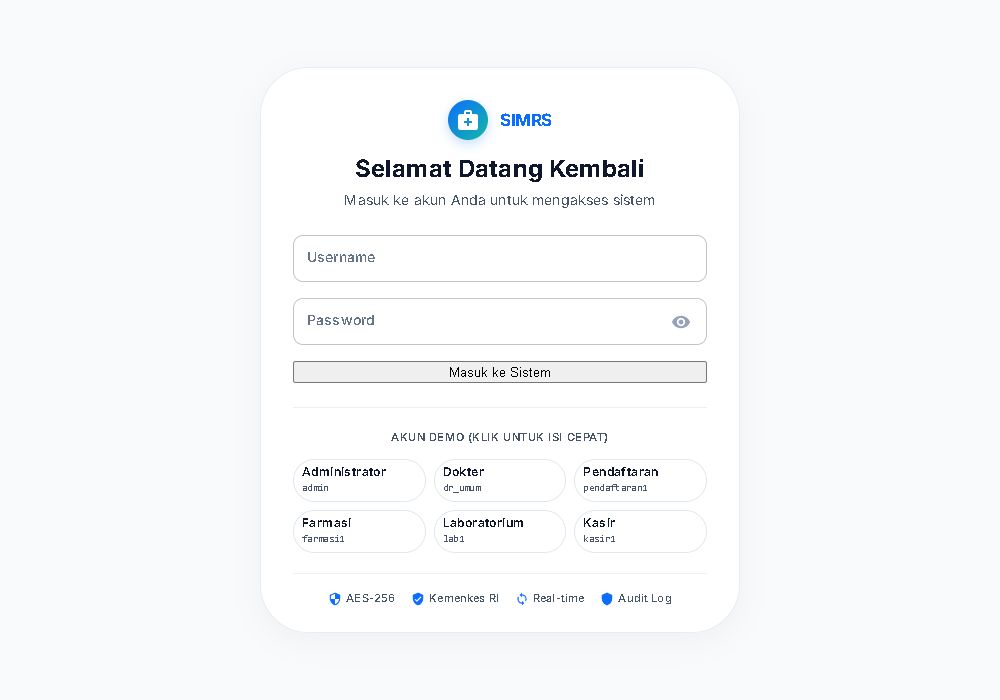 SIMRS
Selamat Datang Kembali
Masuk ke akun Anda untuk mengakses sistem
Username
Password
Masuk ke Sistem
AKUN DEMO (KLIK UNTUK ISI CEPAT)
Administrator
admin
Dokter
dr_umum
Pendaftaran
pendaftaran1
Farmasi
farmasi1
Laboratorium
lab1
Kasir
kasir1
AES-256 Kemenkes RI Real-time Audit Log